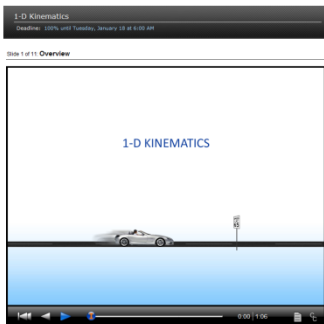 1-D Kinematics
Deadline: 100% until Tuesday, January 18 at 6:00 AM
Slide 1 of 11: Overview
1-D KINEMATICS
0:00 | 1:06